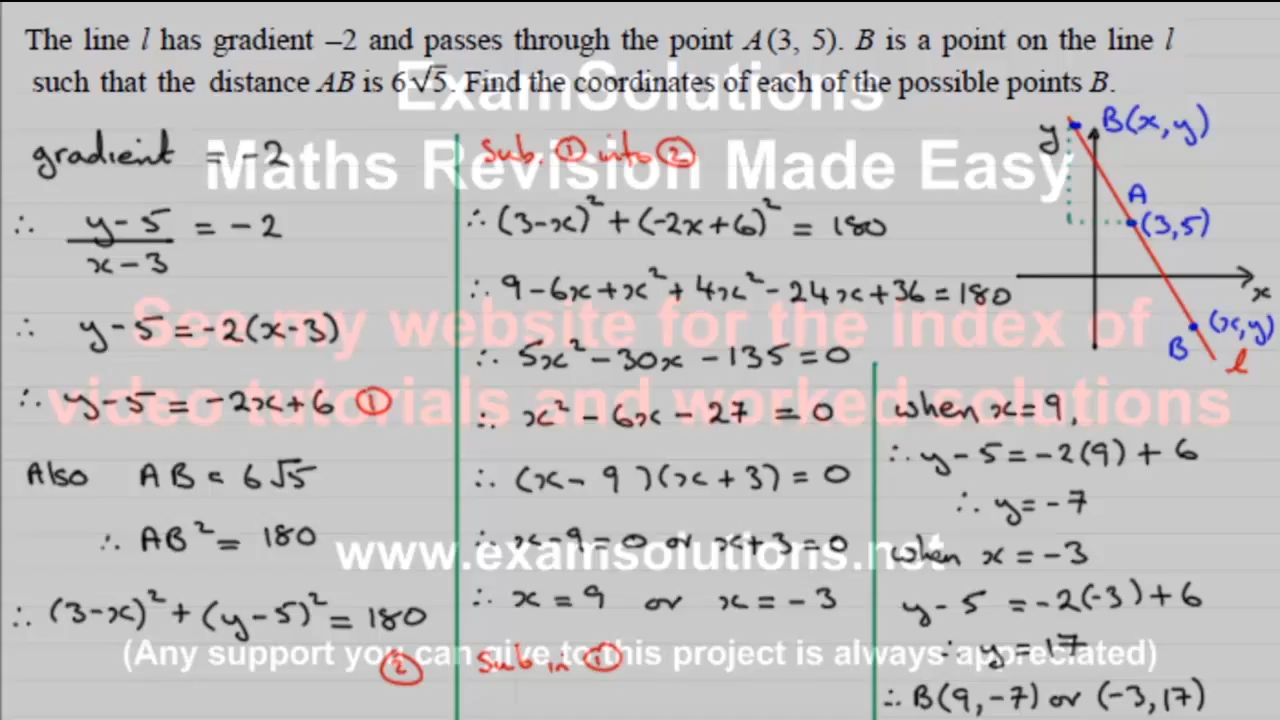 The line l has gradient –2 and passes through the point A(3, 5). B is a point on the line l
such that the distance AB is 6√5. Find the coordinates of each of the possible points B.
ExamSolutions
Maths Revision Made Easy
See my website for the index of
video tutorials and worked solutions
www.examsolutions.net
(Any support you can give to this project is always appreciated)
gradient = -2
∴ y-5/x-3 = -2
∴ y-5 = -2(x-3)
∴ y-5 = -2x+6 ①
Also AB = 6√5
∴ AB² = 180
∴ (3-x)² + (y-5)² = 180
②
Sub. ① into ②
∴ (3-x)² + (-2x+6)² = 180
∴ 9-6x+x²+4x²-24x+36=180
∴ 5x²-30x-135=0
∴ x²-6x-27 = 0
∴ (x-9)(x+3) = 0
∴ x-9=0 or x+3=0
∴ x = 9 or x = -3
Sub in ①
y
B(x, y)
A
(3,5)
x
(x,y)
B
l
when x=9,
∴ y-5 = -2(9)+6
∴ y = -7
when x = -3
y-5 = -2(-3)+6
∴ y = 17
∴ B(9,-7) or (-3,17)